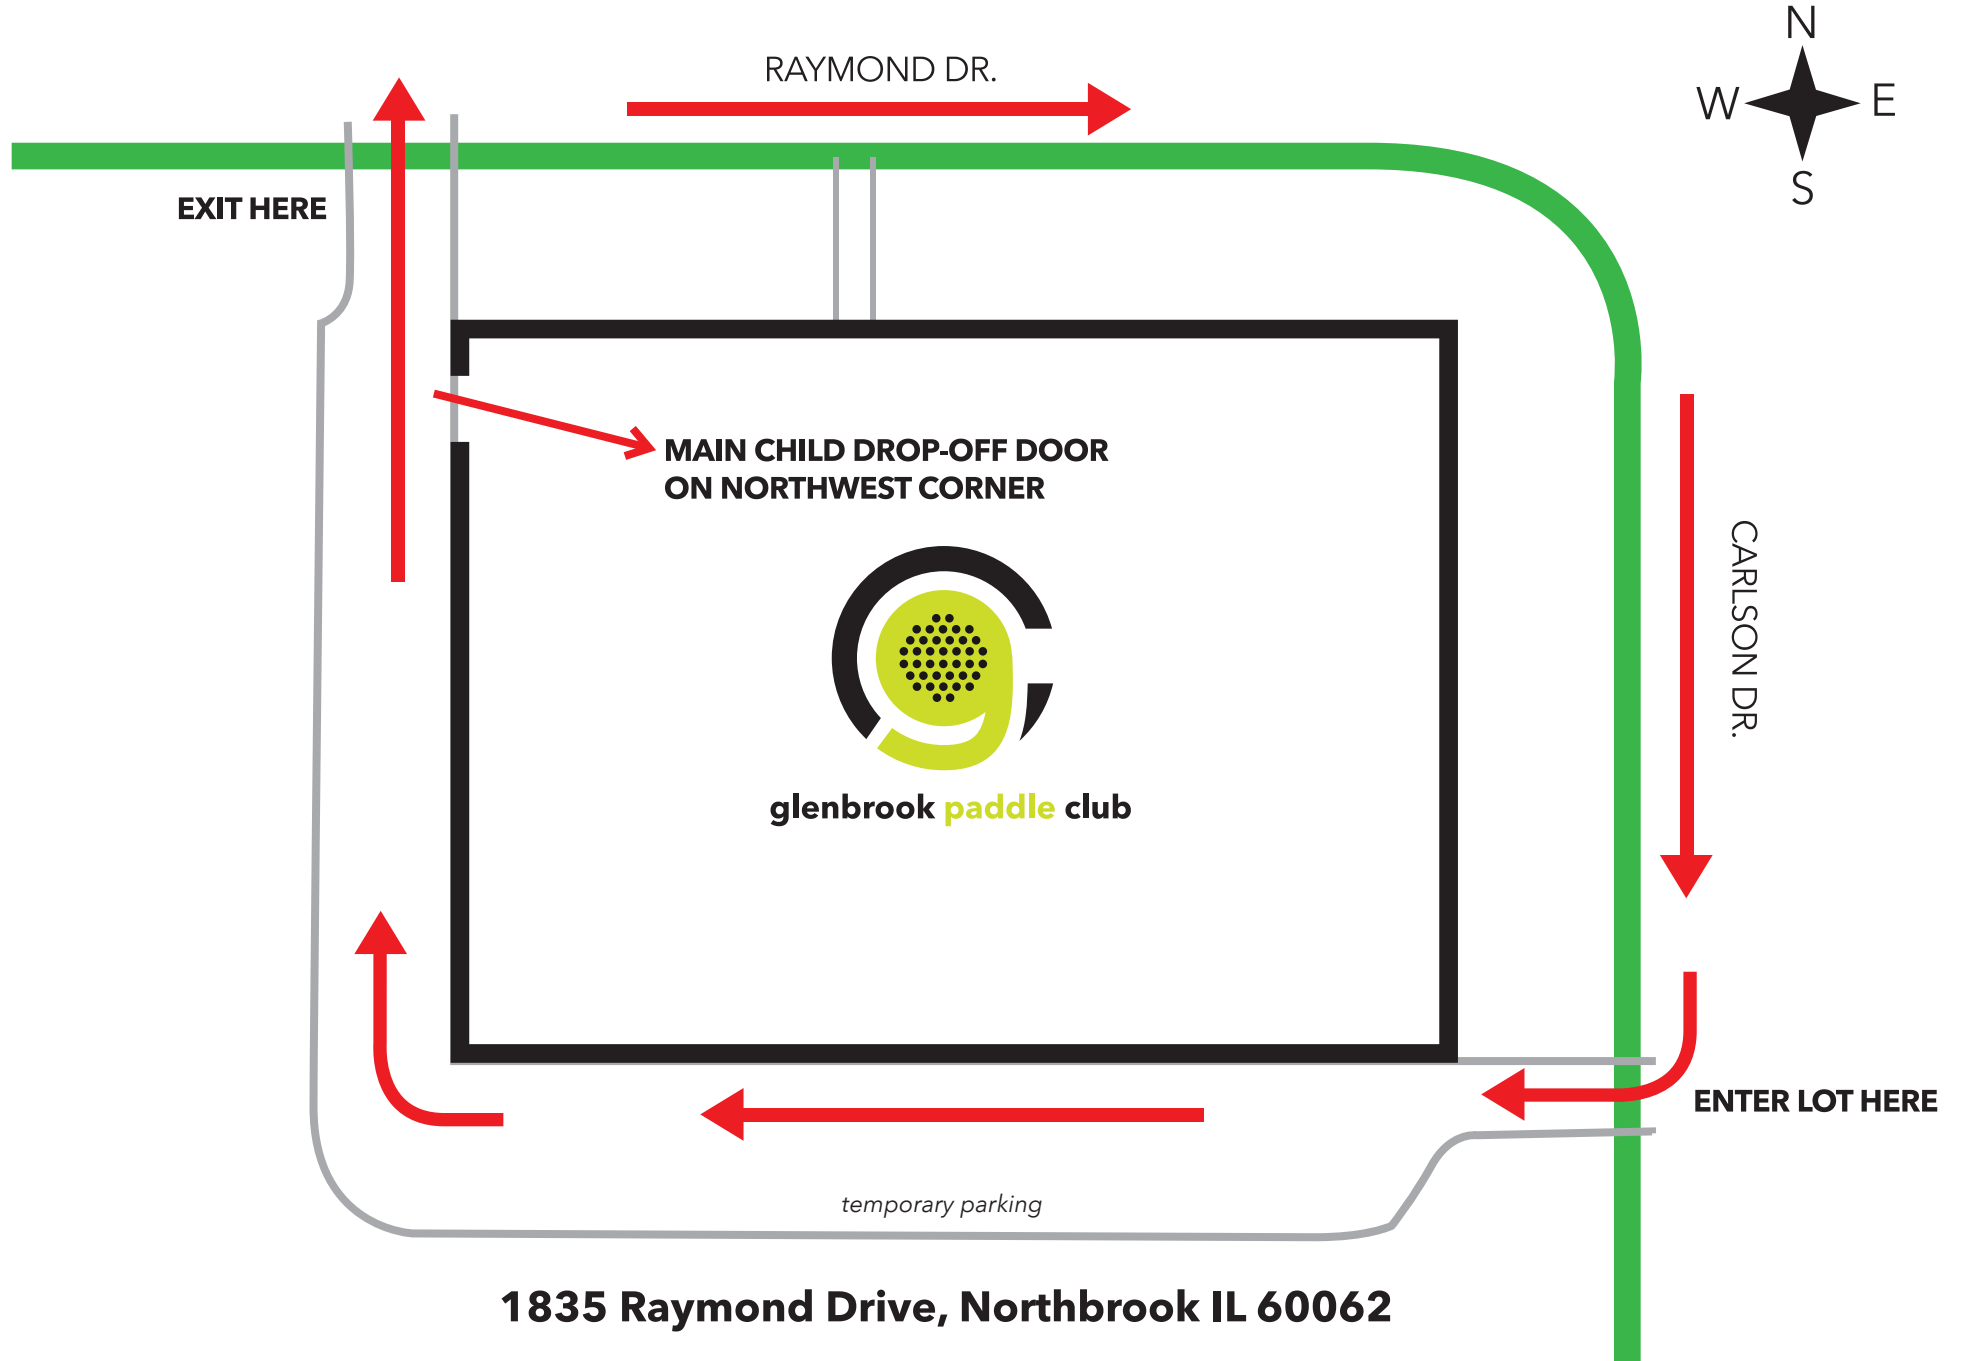 N
RAYMOND DR.
W E
S
EXIT HERE
MAIN CHILD DROP-OFF DOOR
ON NORTHWEST CORNER
CARLSON DR.
g
glenbrook paddle club
ENTER LOT HERE
temporary parking
1835 Raymond Drive, Northbrook IL 60062